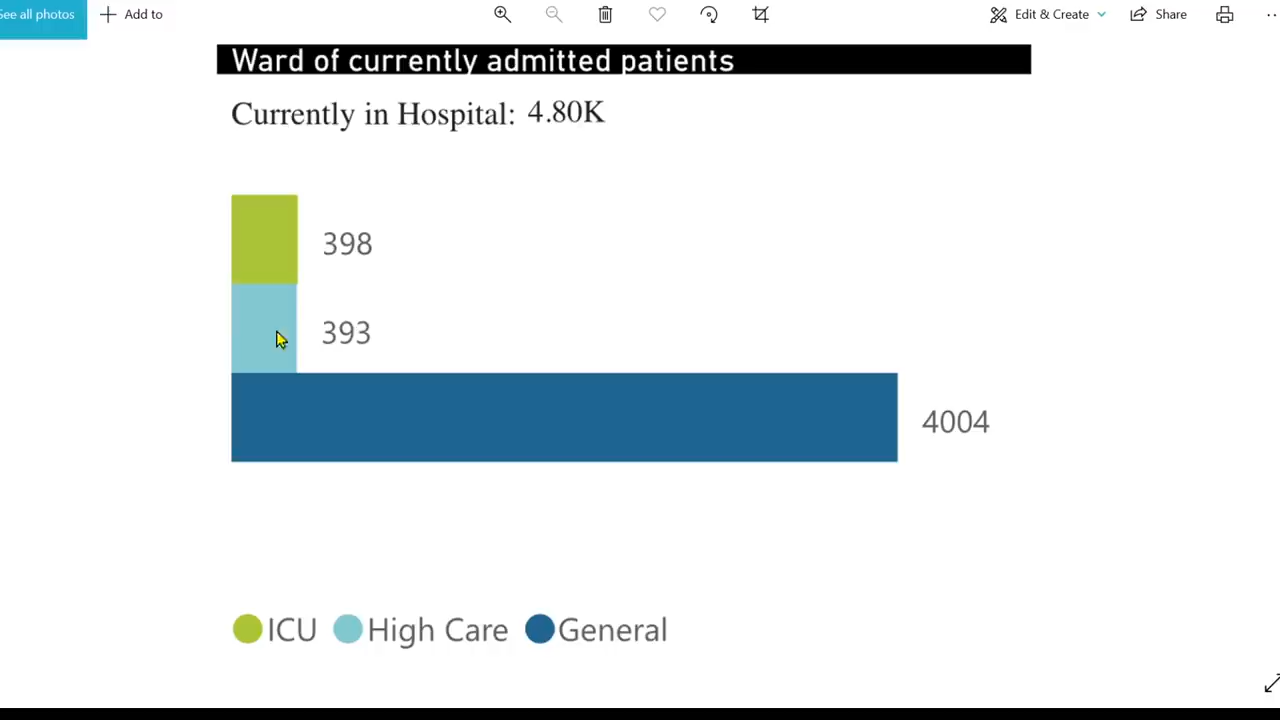 See all photos + Add to Edit & Create Share
Ward of currently admitted patients
Currently in Hospital: 4.80K
398
393
4004
ICU High Care General